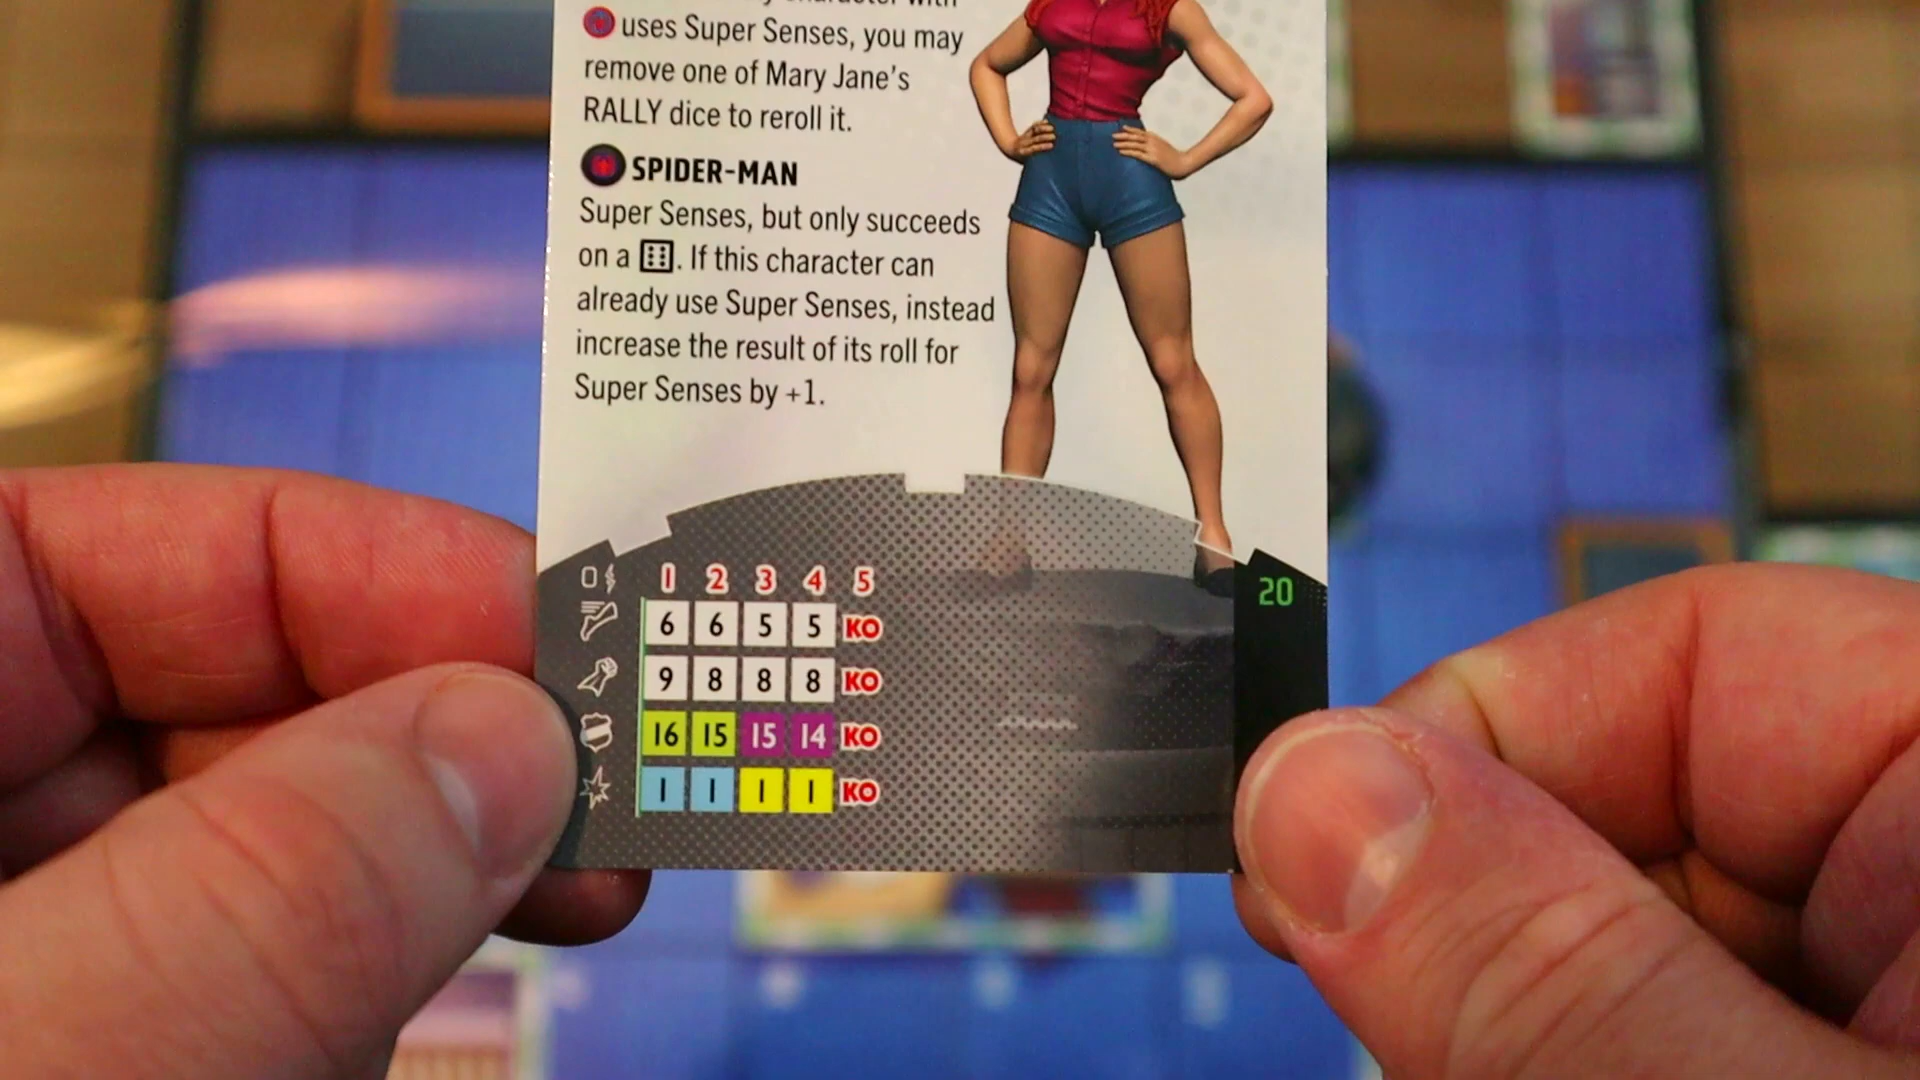 character with
uses Super Senses, you may
remove one of Mary Jane's
RALLY dice to reroll it.
SPIDER-MAN
Super Senses, but only succeeds
on a ⚅. If this character can
already use Super Senses, instead
increase the result of its roll for
Super Senses by +1.
0 1 2 3 4 5
20
6 6 5 5 KO
9 8 8 8 KO
16 15 15 14 KO
1 1 1 1 KO